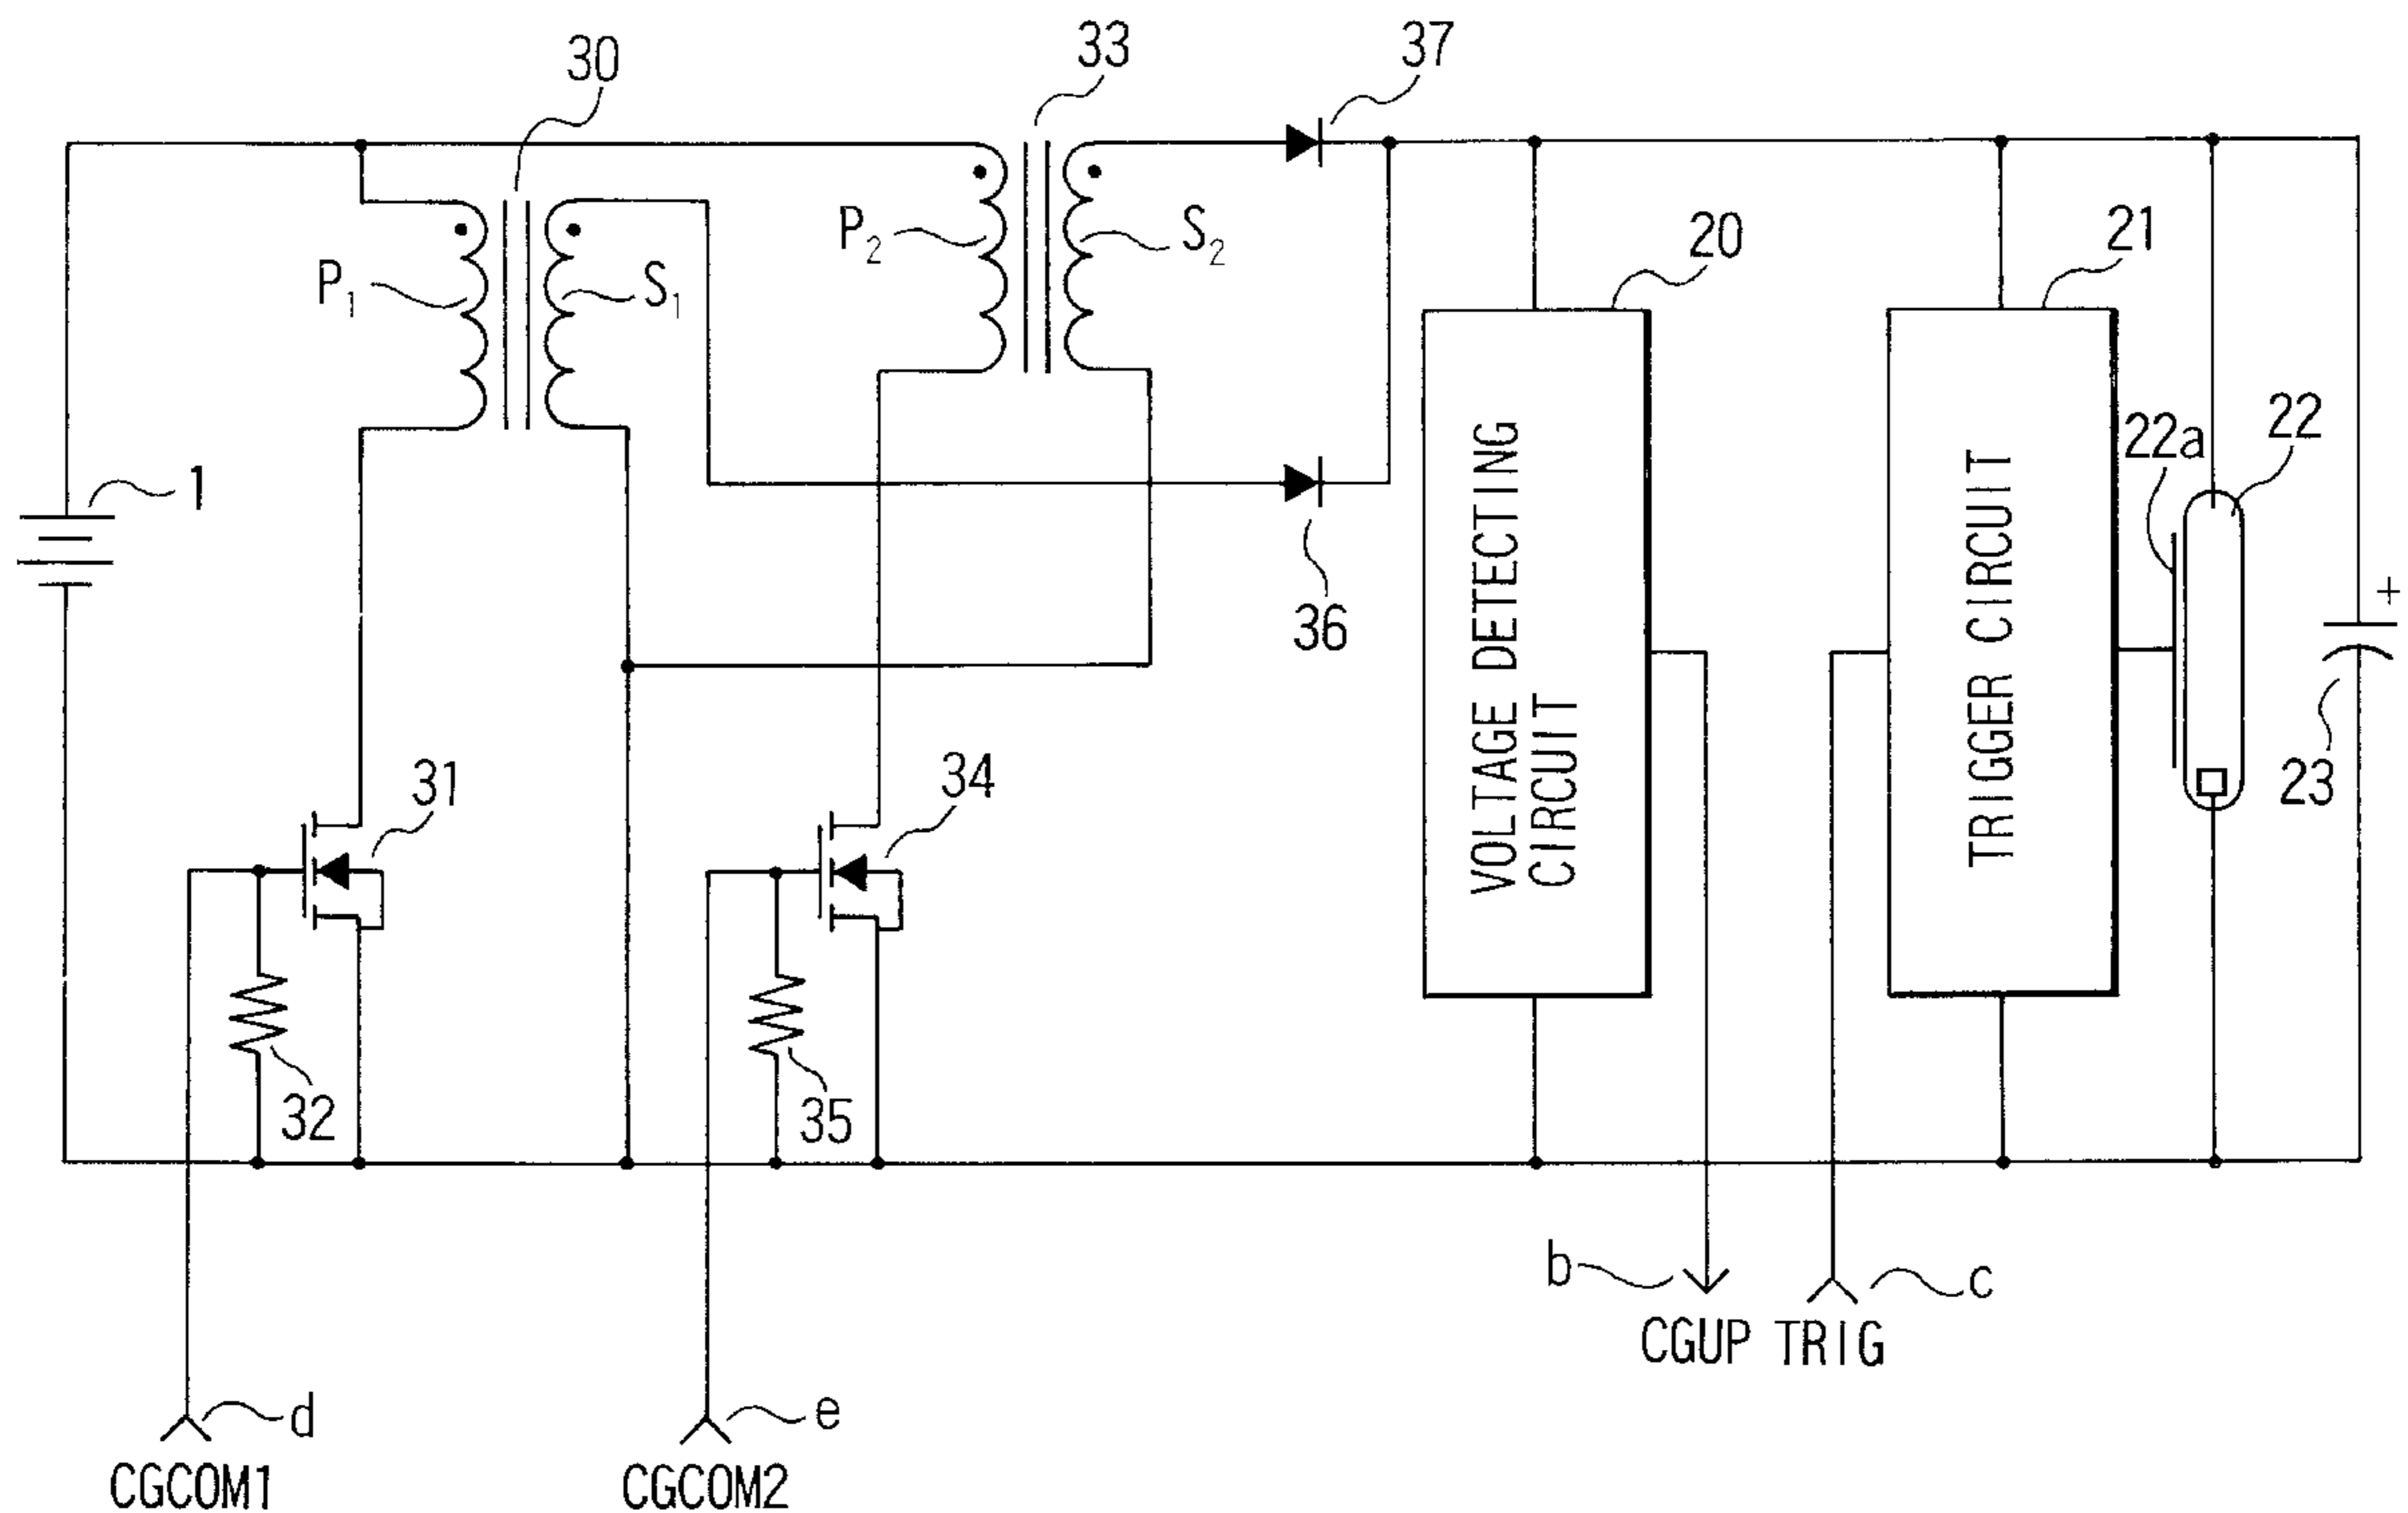 30
33
37
P2
S2
20
21
P1
S1
22a
22
1
VOLTAGE DETECTING
CIRCUIT
TRIGGER CIRCUIT
+
36
31
34
23
32
35
b
c
CGUP
TRIG
d
e
CGCOM1
CGCOM2